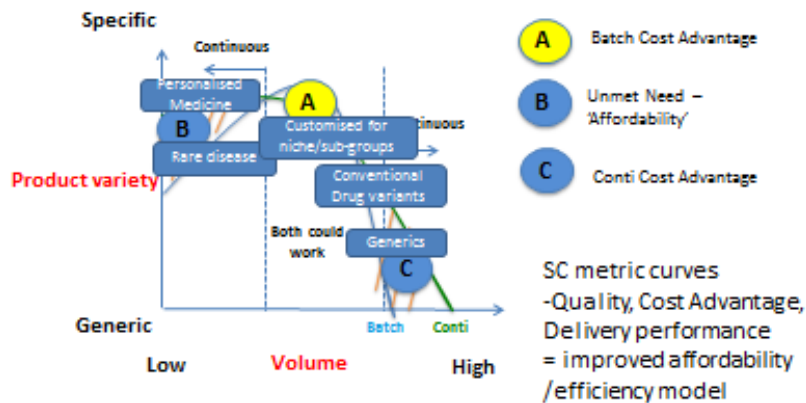 Specific
Continuous
Personalised
Medicine
A
B
Customised for
niche/sub-groups
Rare disease
Product variety
Conventional
Drug variants
Both could
work
Generics
C
Generic
Batch
Conti
Low
Volume
High
A
Batch Cost Advantage
B
Unmet Need –
'Affordability'
C
Conti Cost Advantage
SC metric curves
-Quality, Cost Advantage,
Delivery performance
= improved affordability
/efficiency model